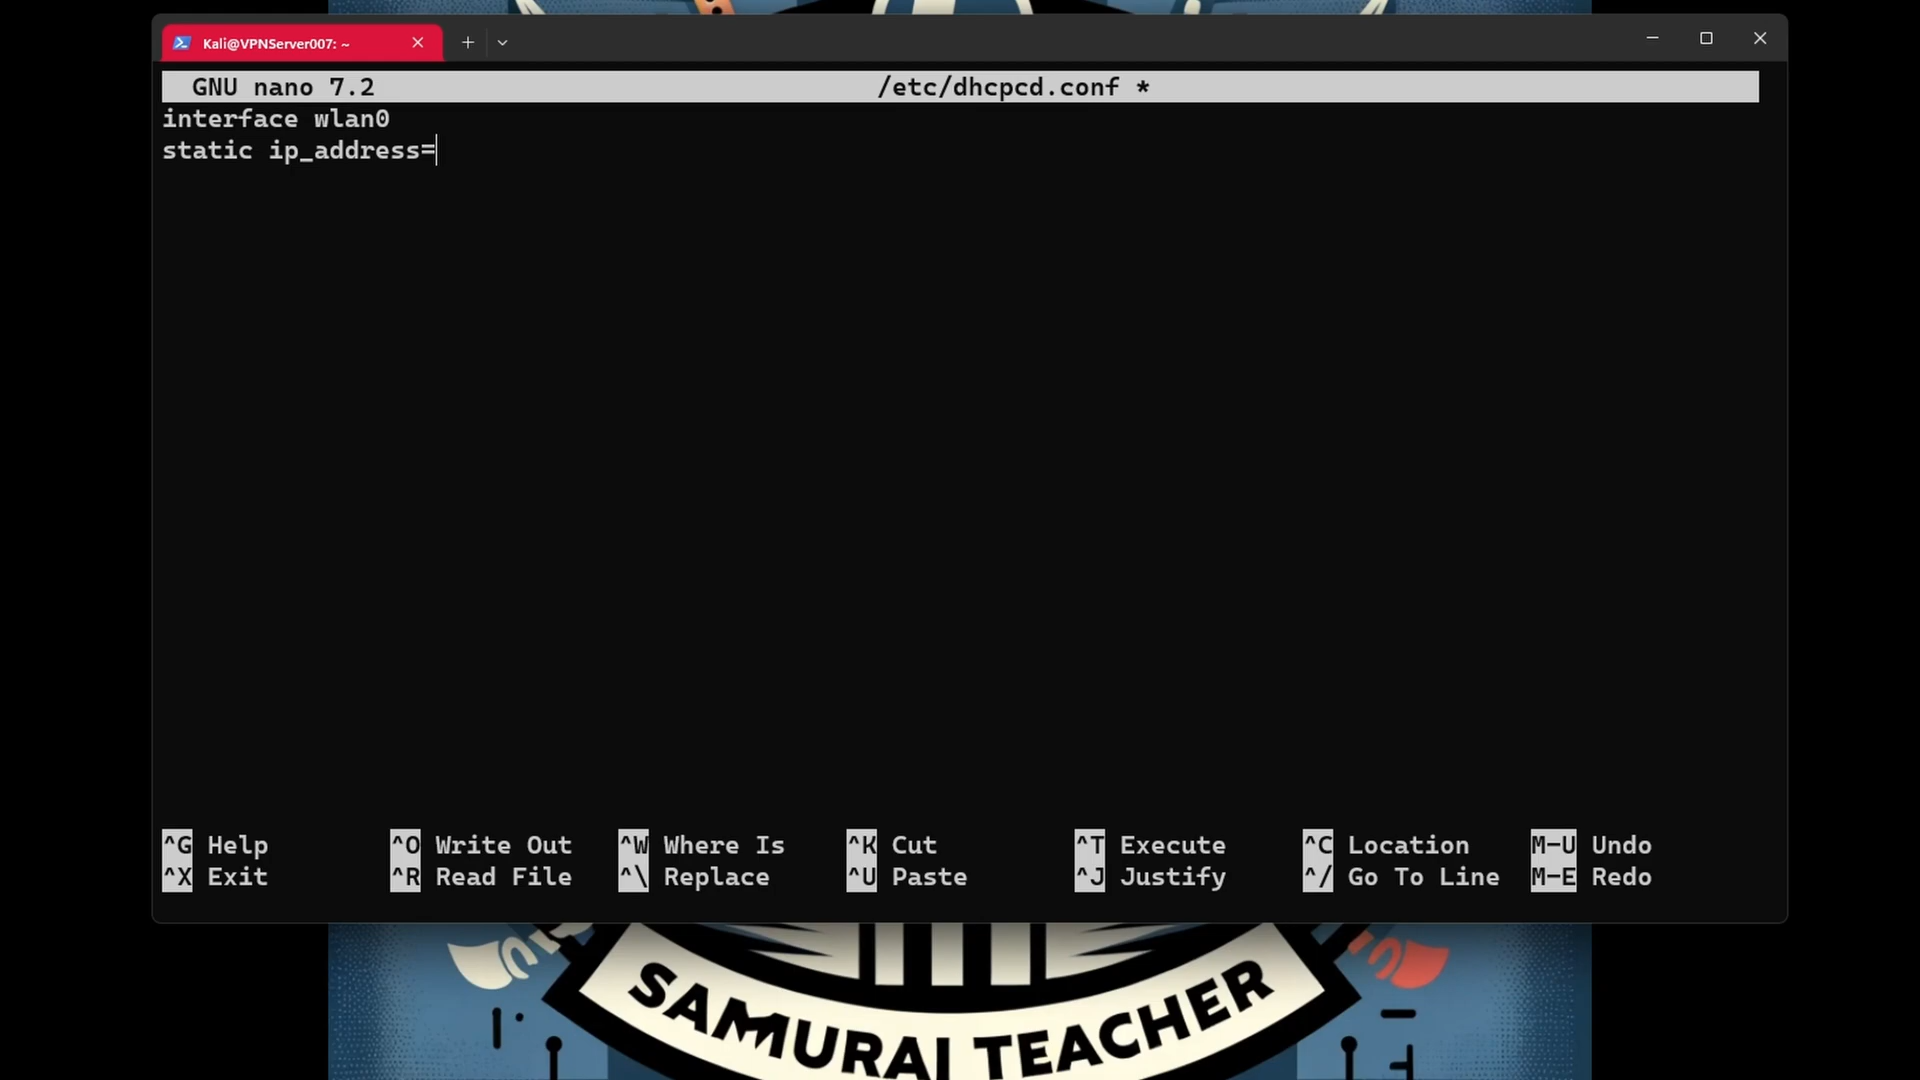 Kali@VPNServer007: ~
GNU nano 7.2 /etc/dhcpcd.conf *
interface wlan0
static ip_address=
^G Help ^O Write Out ^W Where Is ^K Cut ^T Execute ^C Location M-U Undo
^X Exit ^R Read File ^\ Replace ^U Paste ^J Justify ^/ Go To Line M-E Redo
SAMURAI TEACHER